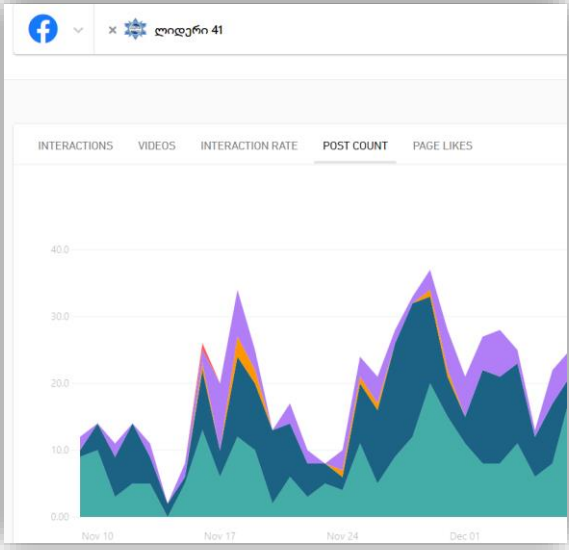 ლიდერი 41
INTERACTIONS VIDEOS INTERACTION RATE POST COUNT PAGE LIKES
40.0
30.0
20.0
10.0
0.00
Nov 10 Nov 17 Nov 24 Dec 01